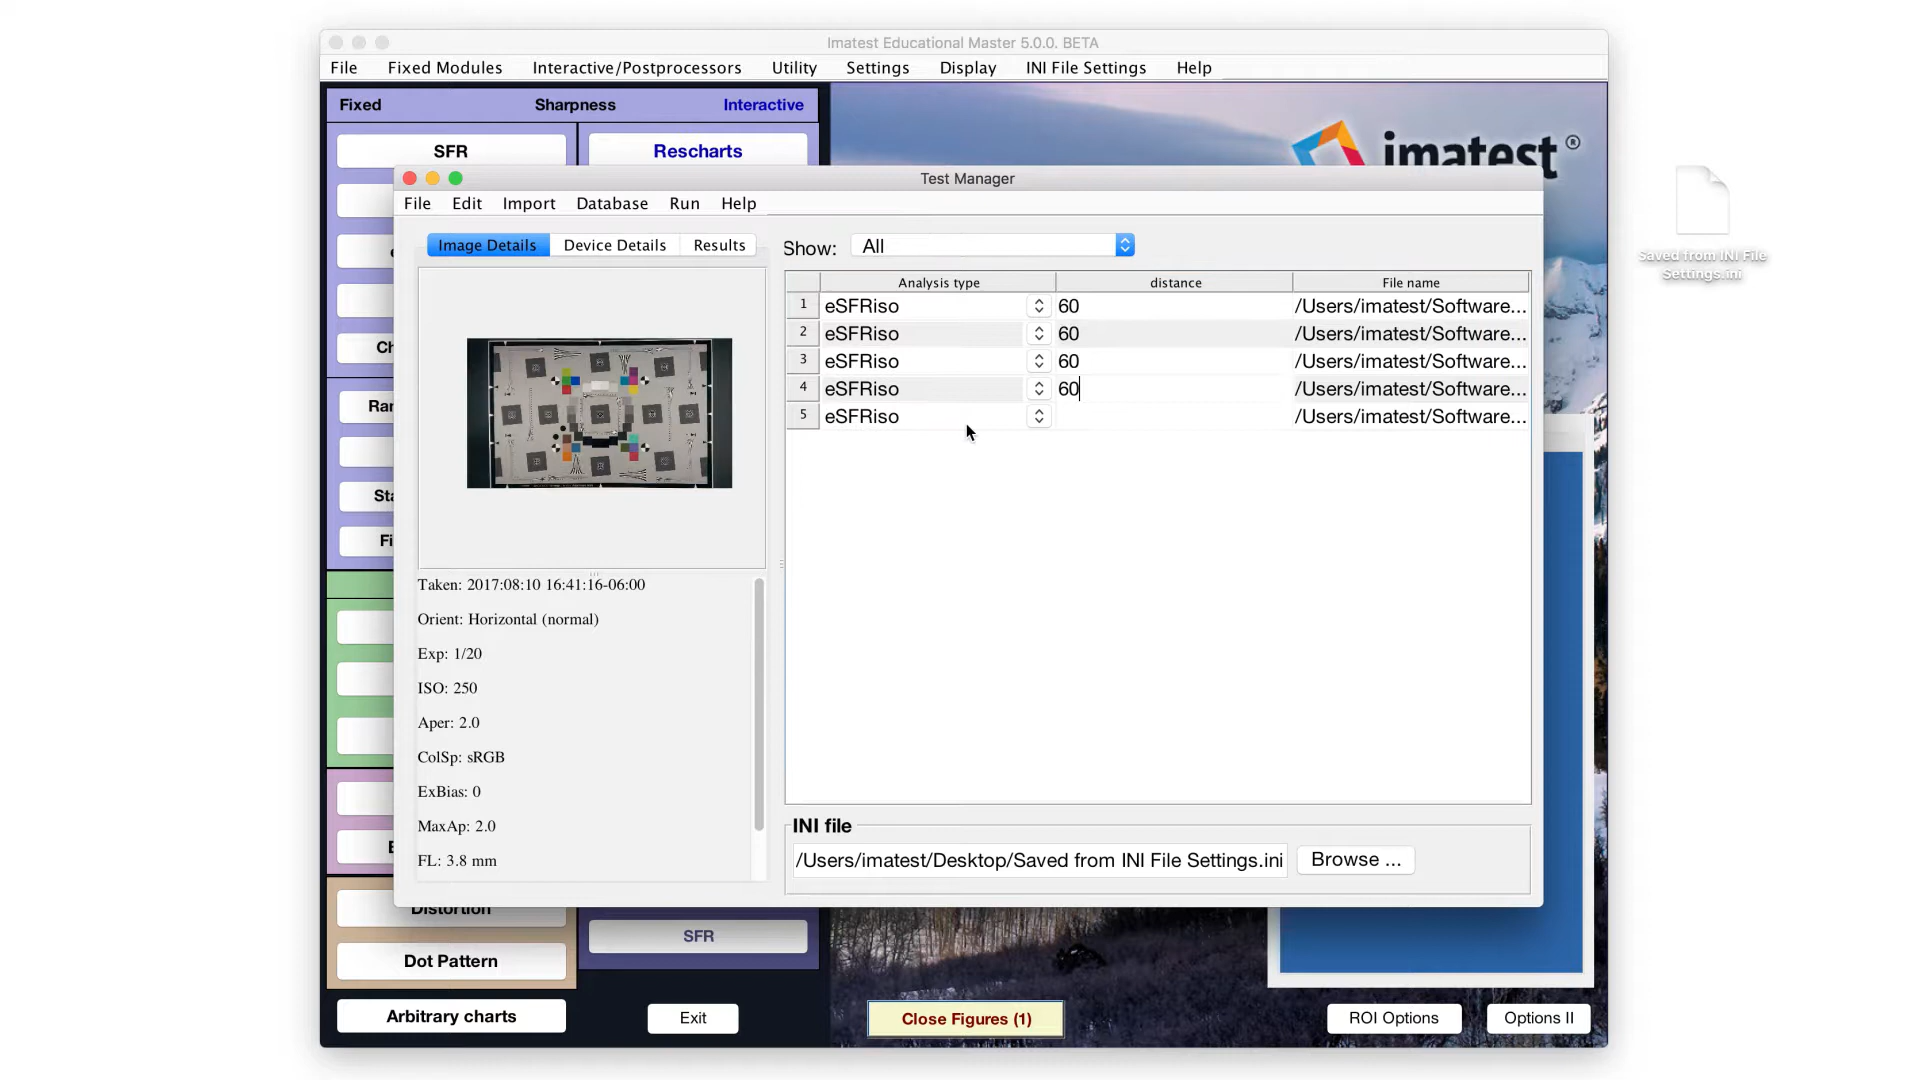 Imatest Educational Master 5.0.0. BETA
File Fixed Modules Interactive/Postprocessors Utility Settings Display INI File Settings Help
Fixed Sharpness Interactive
SFR Rescharts
imatest ®
Test Manager
File Edit Import Database Run Help
Image Details Device Details Results Show: All
Analysis type distance File name
1 eSFRiso 60 /Users/imatest/Software...
2 eSFRiso 60 /Users/imatest/Software...
3 eSFRiso 60 /Users/imatest/Software...
4 eSFRiso 60 /Users/imatest/Software...
5 eSFRiso /Users/imatest/Software...
Saved from INI File
Settings.ini
Taken: 2017:08:10 16:41:16-06:00
Orient: Horizontal (normal)
Exp: 1/20
ISO: 250
Aper: 2.0
ColSp: sRGB
ExBias: 0
MaxAp: 2.0
FL: 3.8 mm
INI file
/Users/imatest/Desktop/Saved from INI File Settings.ini Browse ...
Distortion
SFR
Dot Pattern
Arbitrary charts Exit Close Figures (1) ROI Options Options II